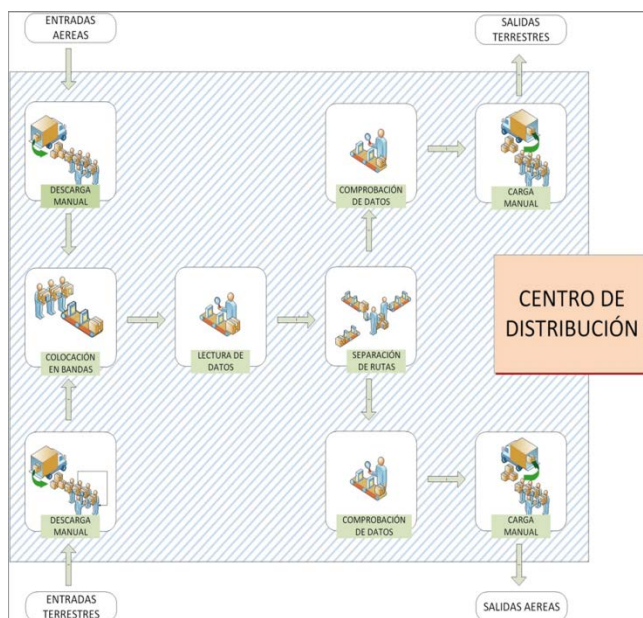 ENTRADAS
AEREAS
SALIDAS
TERRESTRES
DESCARGA
MANUAL
COMPROBACIÓN
DE DATOS
CARGA
MANUAL
COLOCACIÓN
EN BANDAS
LECTURA DE
DATOS
SEPARACIÓN
DE RUTAS
CENTRO DE
DISTRIBUCIÓN
DESCARGA
MANUAL
COMPROBACIÓN
DE DATOS
CARGA
MANUAL
ENTRADAS
TERRESTRES
SALIDAS AEREAS